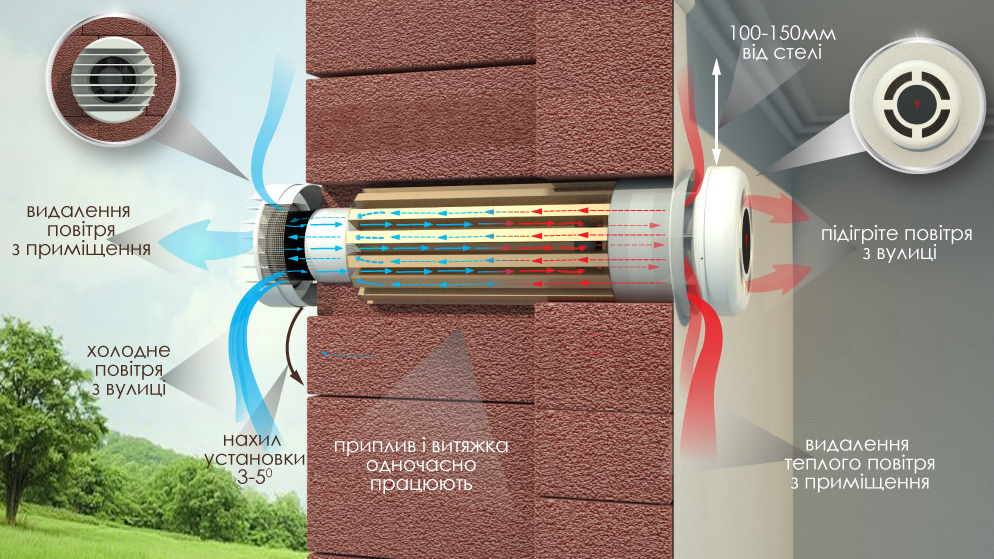 100-150мм
від стелі
видалення
повітря
з приміщення
підігріте повітря
з вулиці
холодне
повітря
з вулиці
нахил
установки
3-5⁰
приплив і витяжка
одночасно
працюють
видалення
теплого повітря
з приміщення